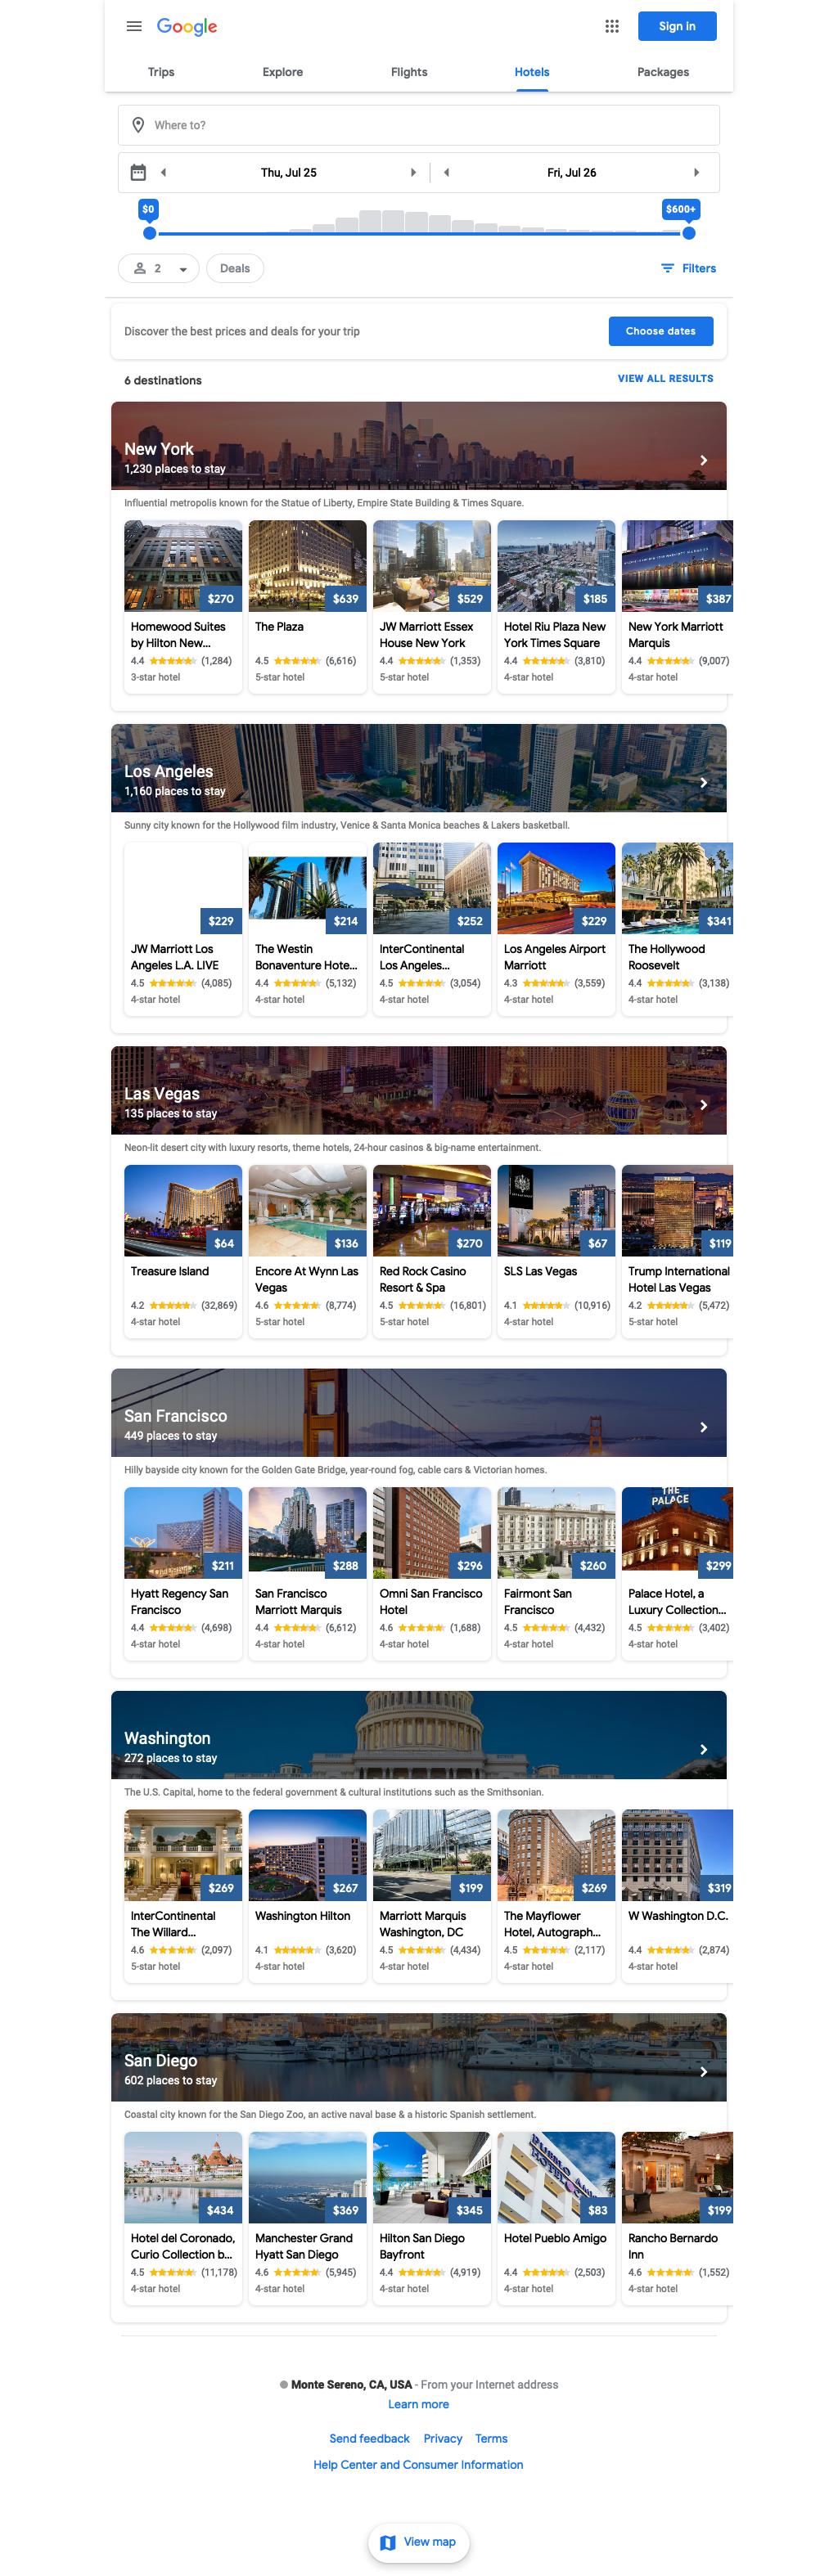 Google
Sign in
Trips
Explore
Flights
Hotels
Packages
Where to?
Thu, Jul 25
Fri, Jul 26
$0
$600+
2
Deals
Filters
Discover the best prices and deals for your trip
Choose dates
6 destinations
VIEW ALL RESULTS
New York
1,230 places to stay
Influential metropolis known for the Statue of Liberty, Empire State Building & Times Square.
$270
Homewood Suites
by Hilton New...
4.4 (1,284)
3-star hotel
$639
The Plaza
4.5 (6,616)
5-star hotel
$529
JW Marriott Essex
House New York
4.4 (1,353)
5-star hotel
$185
Hotel Riu Plaza New
York Times Square
4.4 (3,810)
4-star hotel
$387
New York Marriott
Marquis
4.4 (9,007)
4-star hotel
Los Angeles
1,160 places to stay
Sunny city known for the Hollywood film industry, Venice & Santa Monica beaches & Lakers basketball.
$229
JW Marriott Los
Angeles L.A. LIVE
4.5 (4,085)
4-star hotel
$214
The Westin
Bonaventure Hote...
4.4 (5,132)
4-star hotel
$252
InterContinental
Los Angeles...
4.5 (3,054)
4-star hotel
$229
Los Angeles Airport
Marriott
4.3 (3,559)
4-star hotel
$341
The Hollywood
Roosevelt
4.4 (3,138)
4-star hotel
Las Vegas
135 places to stay
Neon-lit desert city with luxury resorts, theme hotels, 24-hour casinos & big-name entertainment.
$64
Treasure Island
4.2 (32,869)
4-star hotel
$136
Encore At Wynn Las
Vegas
4.6 (8,774)
5-star hotel
$270
Red Rock Casino
Resort & Spa
4.5 (16,801)
5-star hotel
SLS
$67
SLS Las Vegas
4.1 (10,916)
4-star hotel
TRUMP
$119
Trump International
Hotel Las Vegas
4.2 (5,472)
5-star hotel
San Francisco
449 places to stay
Hilly bayside city known for the Golden Gate Bridge, year-round fog, cable cars & Victorian homes.
$211
Hyatt Regency San
Francisco
4.4 (4,698)
4-star hotel
$288
San Francisco
Marriott Marquis
4.4 (6,612)
4-star hotel
$296
Omni San Francisco
Hotel
4.6 (1,688)
4-star hotel
$260
Fairmont San
Francisco
4.5 (4,432)
4-star hotel
THE
PALACE
$299
Palace Hotel, a
Luxury Collection...
4.5 (3,402)
4-star hotel
Washington
272 places to stay
The U.S. Capital, home to the federal government & cultural institutions such as the Smithsonian.
$269
InterContinental
The Willard...
4.6 (2,097)
5-star hotel
$267
Washington Hilton
4.1 (3,620)
4-star hotel
$199
Marriott Marquis
Washington, DC
4.5 (4,434)
4-star hotel
$269
The Mayflower
Hotel, Autograph...
4.5 (2,117)
4-star hotel
$319
W Washington D.C.
4.4 (2,874)
4-star hotel
San Diego
602 places to stay
Coastal city known for the San Diego Zoo, an active naval base & a historic Spanish settlement.
$434
Hotel del Coronado,
Curio Collection b...
4.5 (11,178)
4-star hotel
$369
Manchester Grand
Hyatt San Diego
4.6 (5,945)
4-star hotel
$345
Hilton San Diego
Bayfront
4.4 (4,919)
4-star hotel
PUEBLO
HOTEL
$83
Hotel Pueblo Amigo
4.4 (2,503)
4-star hotel
$199
Rancho Bernardo
Inn
4.6 (1,552)
4-star hotel
Monte Sereno, CA, USA - From your Internet address
Learn more
Send feedback
Privacy
Terms
Help Center and Consumer Information
View map